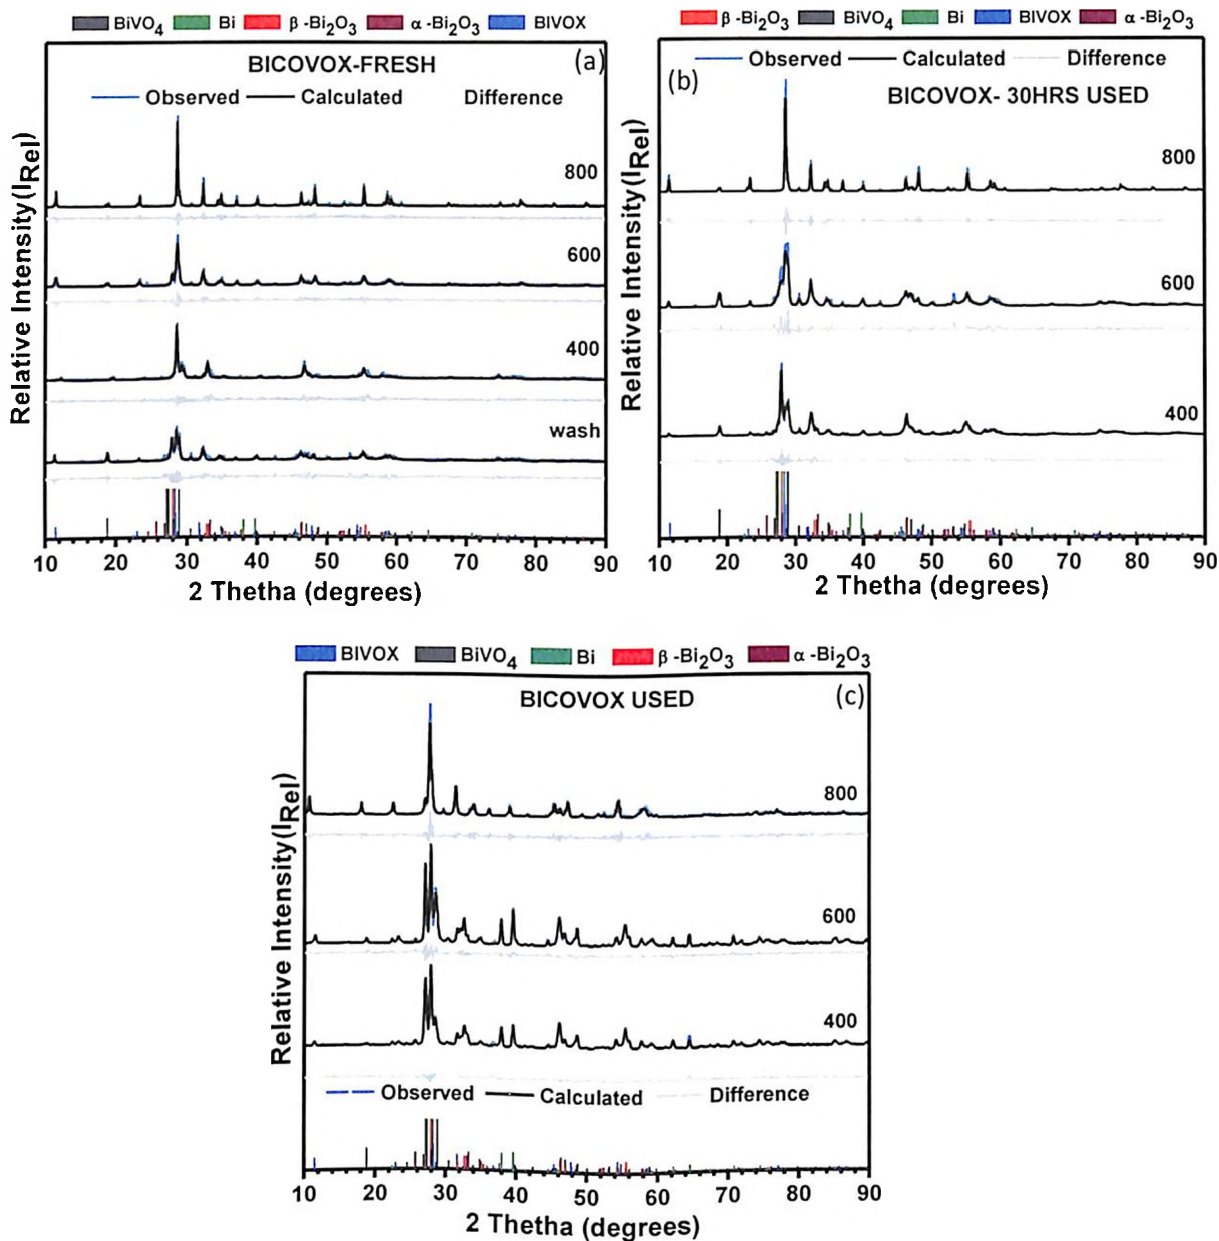 BiVO4 Bi β-Bi2O3 α-Bi2O3 BIVOX
BICOVOX-FRESH (a)
Observed Calculated Difference
800
600
400
wash
Relative Intensity(IRel)
10 20 30 40 50 60 70 80 90
2 Thetha (degrees)
β-Bi2O3 BiVO4 Bi BIVOX α-Bi2O3
Observed Calculated Difference
(b) BICOVOX- 30HRS USED
800
600
400
Relative Intensity(IRel)
10 20 30 40 50 60 70 80 90
2 Thetha (degrees)
BIVOX BiVO4 Bi β-Bi2O3 α-Bi2O3
BICOVOX USED (c)
800
600
400
Observed Calculated Difference
Relative Intensity(IRel)
10 20 30 40 50 60 70 80 90
2 Thetha (degrees)